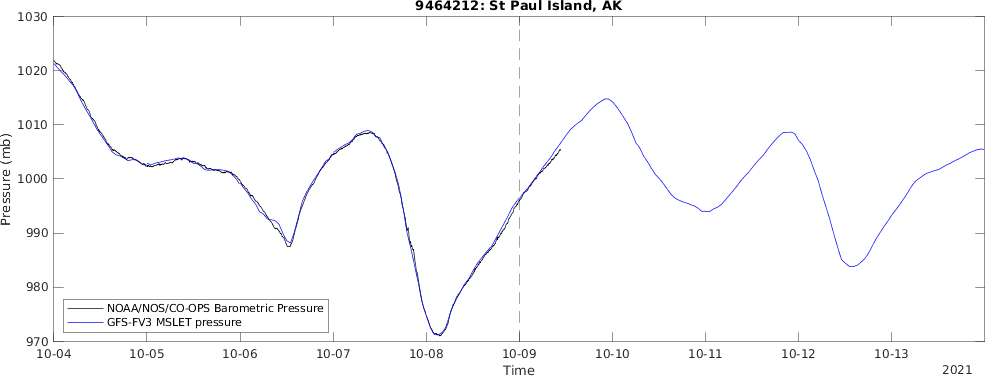 9464212: St Paul Island, AK
1030
1020
1010
1000
990
980
970
Pressure (mb)
NOAA/NOS/CO-OPS Barometric Pressure
GFS-FV3 MSLET pressure
10-04 10-05 10-06 10-07 10-08 10-09 10-10 10-11 10-12 10-13
Time
2021